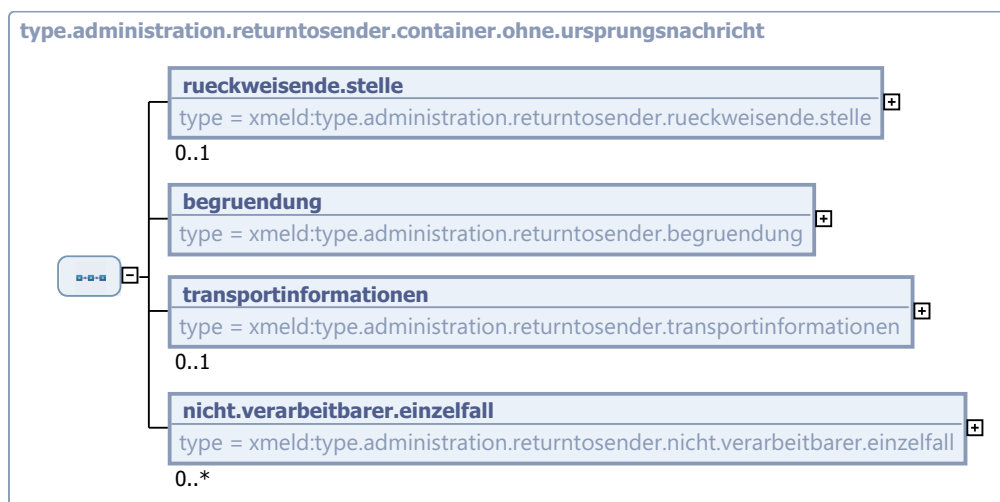 type.administration.returntosender.container.ohne.ursprungsnachricht
rueckweisende.stelle
type = xmeld:type.administration.returntosender.rueckweisende.stelle
0..1
begruendung
type = xmeld:type.administration.returntosender.begruendung
transportinformationen
type = xmeld:type.administration.returntosender.transportinformationen
0..1
nicht.verarbeitbarer.einzelfall
type = xmeld:type.administration.returntosender.nicht.verarbeitbarer.einzelfall
0..*